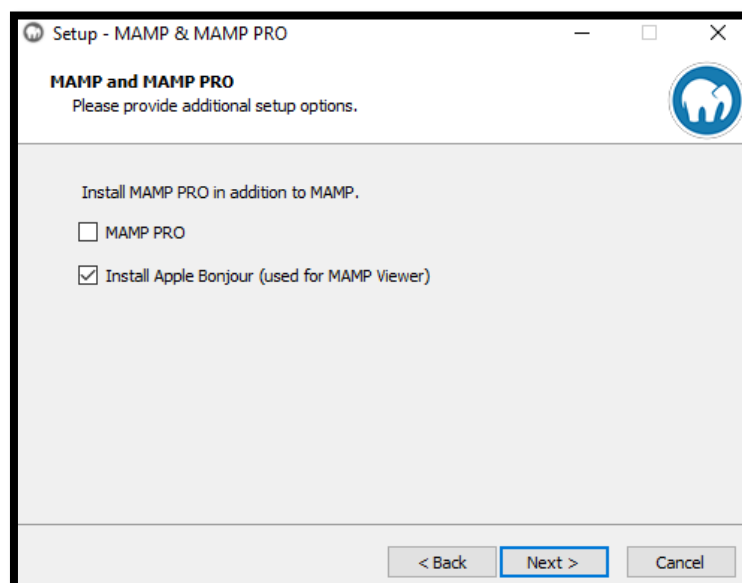 Setup - MAMP & MAMP PRO
MAMP and MAMP PRO
Please provide additional setup options.
Install MAMP PRO in addition to MAMP.
MAMP PRO
Install Apple Bonjour (used for MAMP Viewer)
< Back Next > Cancel